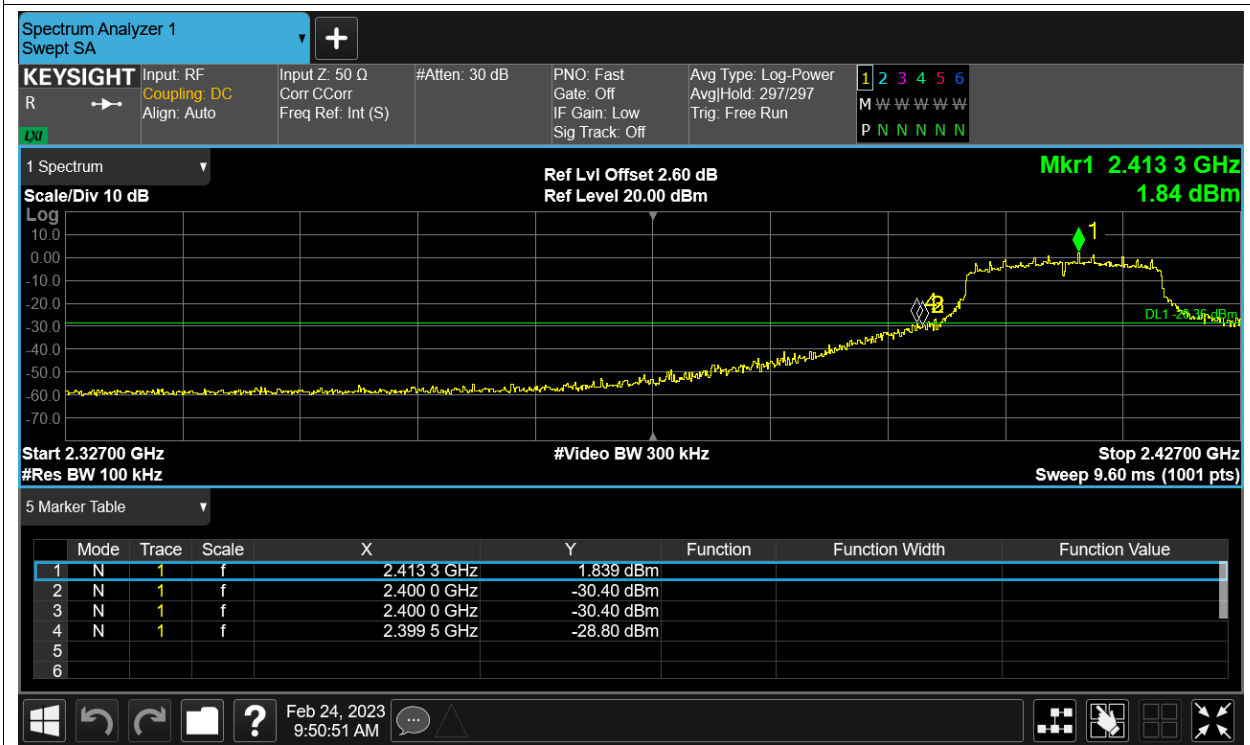 Spectrum Analyzer 1
Swept SA
+
KEYSIGHT
R
LXI
Input: RF
Coupling: DC
Align: Auto
Input Z: 50 Ω
Corr CCorr
Freq Ref: Int (S)
#Atten: 30 dB
PNO: Fast
Gate: Off
IF Gain: Low
Sig Track: Off
Avg Type: Log-Power
Avg|Hold: 297/297
Trig: Free Run
1 2 3 4 5 6
M W W W W W
P N N N N N
1 Spectrum
Scale/Div 10 dB
Ref Lvl Offset 2.60 dB
Ref Level 20.00 dBm
Mkr1 2.413 3 GHz
1.84 dBm
Log
10.0
0.00
-10.0
-20.0
-30.0
-40.0
-50.0
-60.0
-70.0
1
Start 2.32700 GHz
#Res BW 100 kHz
#Video BW 300 kHz
Stop 2.42700 GHz
Sweep 9.60 ms (1001 pts)
5 Marker Table
Mode Trace Scale X Y Function Function Width Function Value
1 N 1 f 2.413 3 GHz 1.839 dBm
2 N 1 f 2.400 0 GHz -30.40 dBm
3 N 1 f 2.400 0 GHz -30.40 dBm
4 N 1 f 2.399 5 GHz -28.80 dBm
5
6
?
Feb 24, 2023
9:50:51 AM